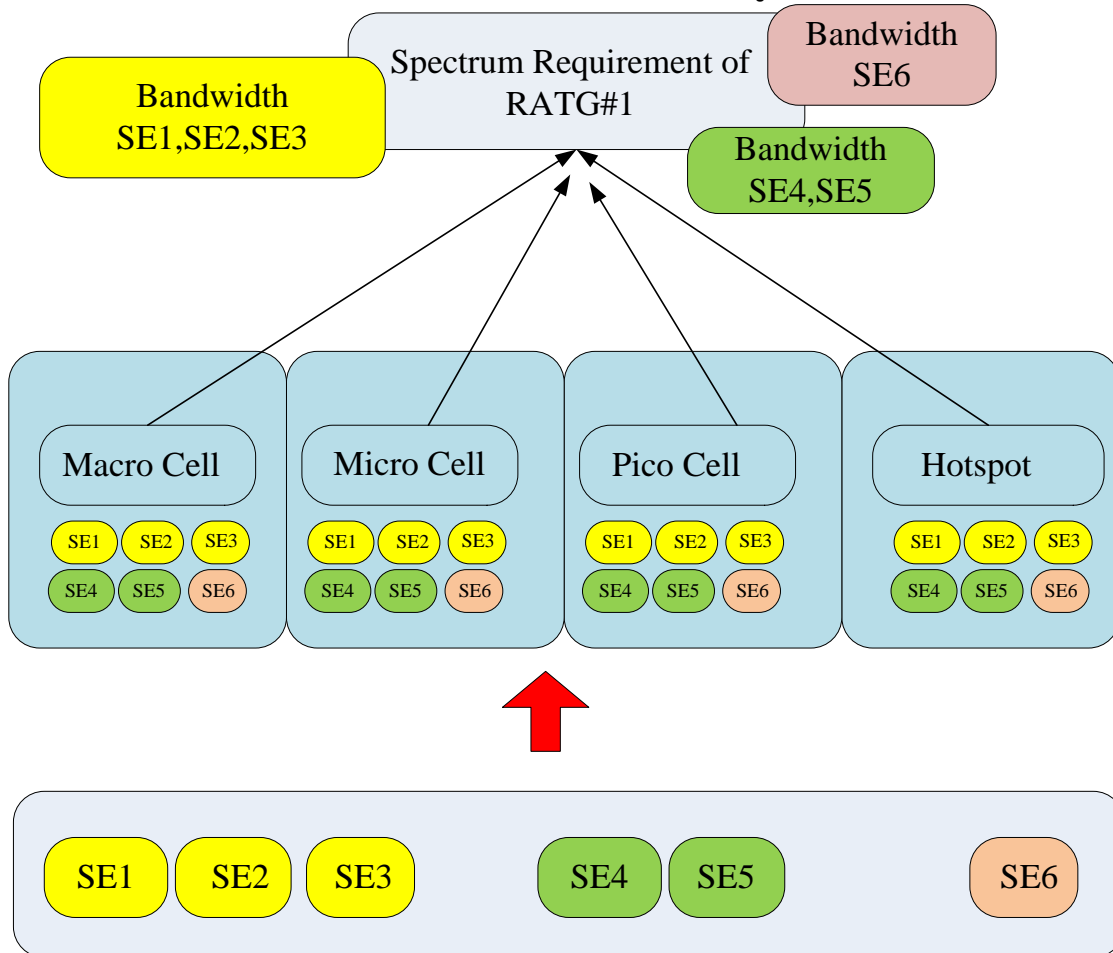 Spectrum Requirement of
RATG#1
Bandwidth
SE6
Bandwidth
SE1,SE2,SE3
Bandwidth
SE4,SE5
Macro Cell
Micro Cell
Pico Cell
Hotspot
SE1 SE2 SE3
SE4 SE5 SE6
SE1 SE2 SE3
SE4 SE5 SE6
SE1 SE2 SE3
SE4 SE5 SE6
SE1 SE2 SE3
SE4 SE5 SE6
SE1 SE2 SE3 SE4 SE5 SE6